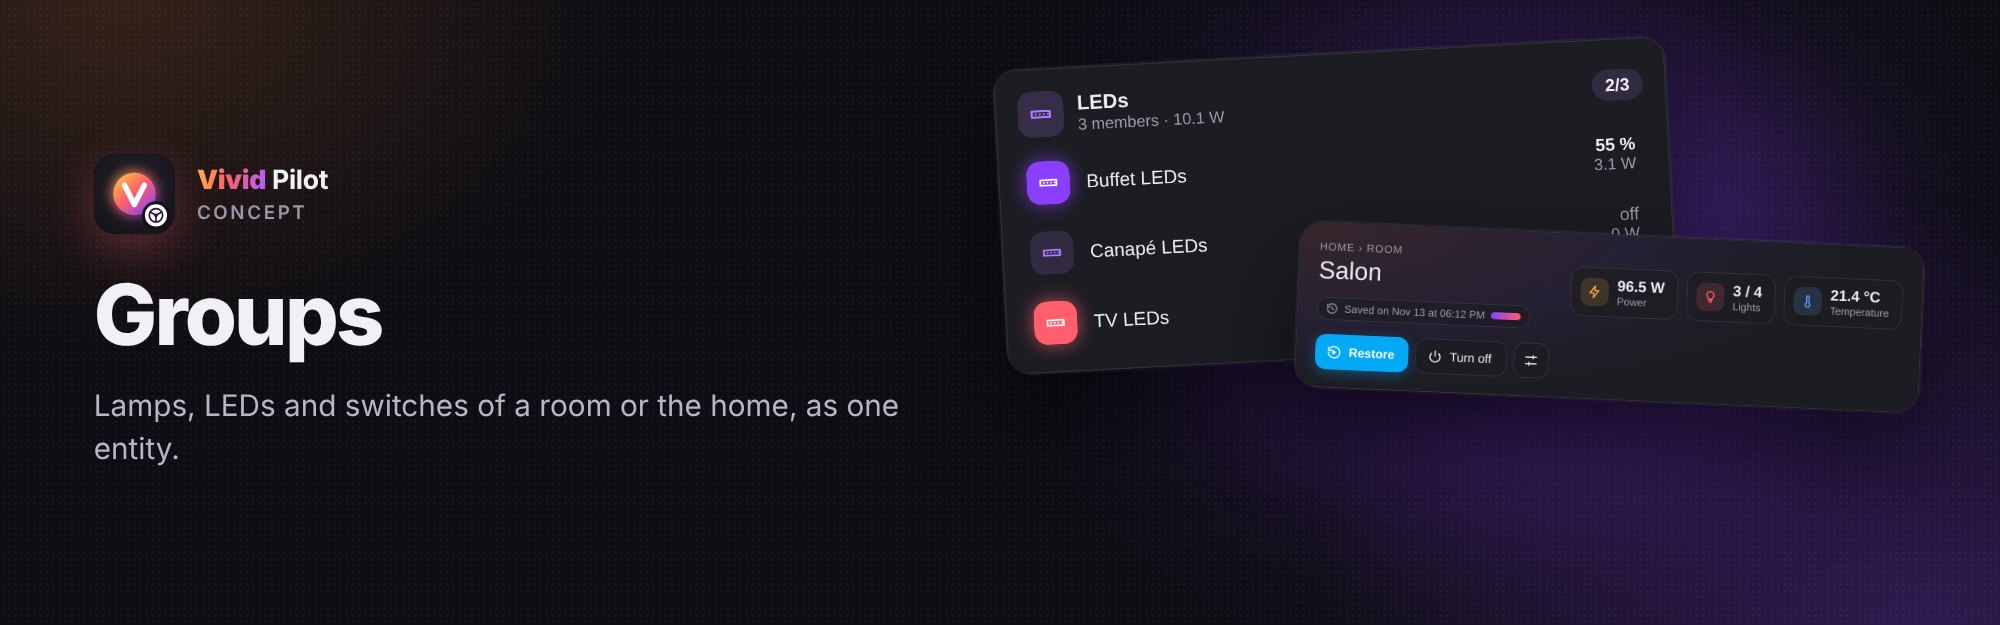 Vivid Pilot
CONCEPT
Groups
Lamps, LEDs and switches of a room or the home, as one
entity.
LEDs
3 members · 10.1 W
2/3
Buffet LEDs
55 %
3.1 W
Canapé LEDs
off
0 W
TV LEDs
HOME › ROOM
Salon
Saved on Nov 13 at 06:12 PM
Restore
Turn off
96.5 W
Power
3 / 4
Lights
21.4 °C
Temperature